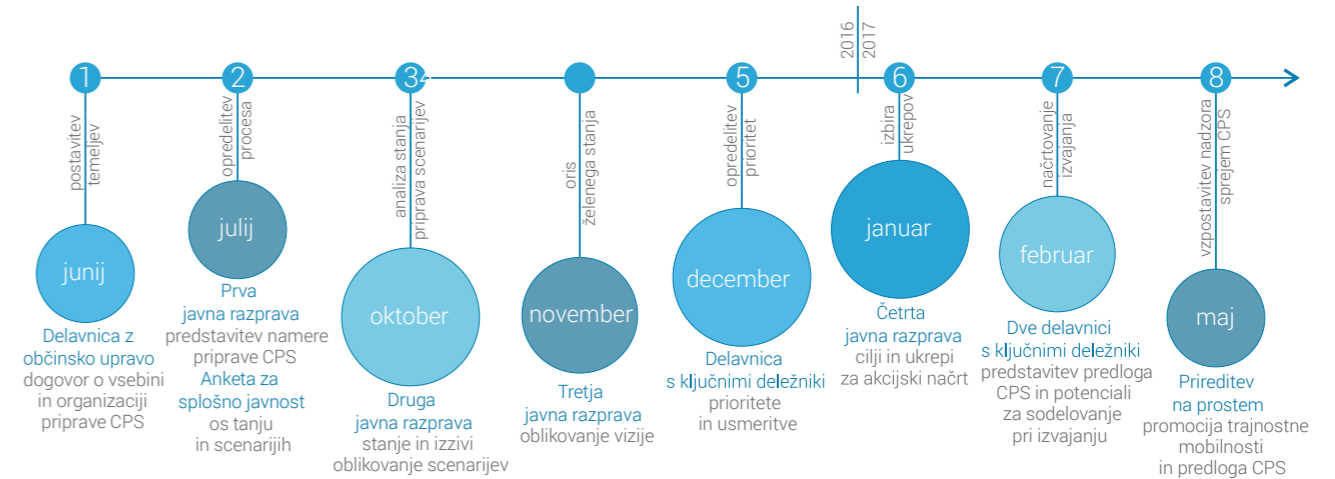 2016
2017
1
2
34
5
6
7
8
postavitev
temeljev
opredelitev
procesa
analiza stanja
priprava scenarijev
oris
želenega stanja
opredelitev
prioritet
izbira
ukrepov
načrtovanje
izvajanja
vzpostavitev nadzora
sprejem CPS
junij
Delavnica z
občinsko upravo
dogovor o vsebini
in organizaciji
priprave CPS
julij
Prva
javna razprava
predstavitev namere
priprave CPS
Anketa za
splošno javnost
os tanju
in scenarijih
oktober
Druga
javna razprava
stanje in izzivi
oblikovanje scenarijev
november
Tretja
javna razprava
oblikovanje vizije
december
Delavnica
s ključnimi deležniki
prioritete
in usmeritve
januar
Četrta
javna razprava
cilji in ukrepi
za akcijski načrt
februar
Dve delavnici
s ključnimi deležniki
predstavitev predloga
CPS in potenciali
za sodelovanje
pri izvajanju
maj
Prireditev
na prostem
promocija trajnostne
mobilnosti
in predloga CPS